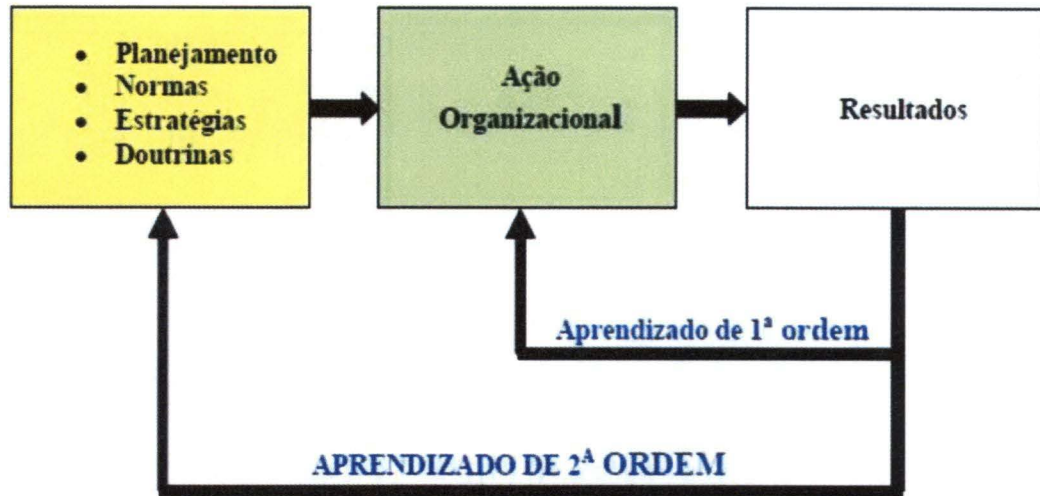 • Planejamento
• Normas
• Estratégias
• Doutrinas
Ação
Organizacional
Resultados
Aprendizado de 1ª ordem
APRENDIZADO DE 2ᴬ ORDEM